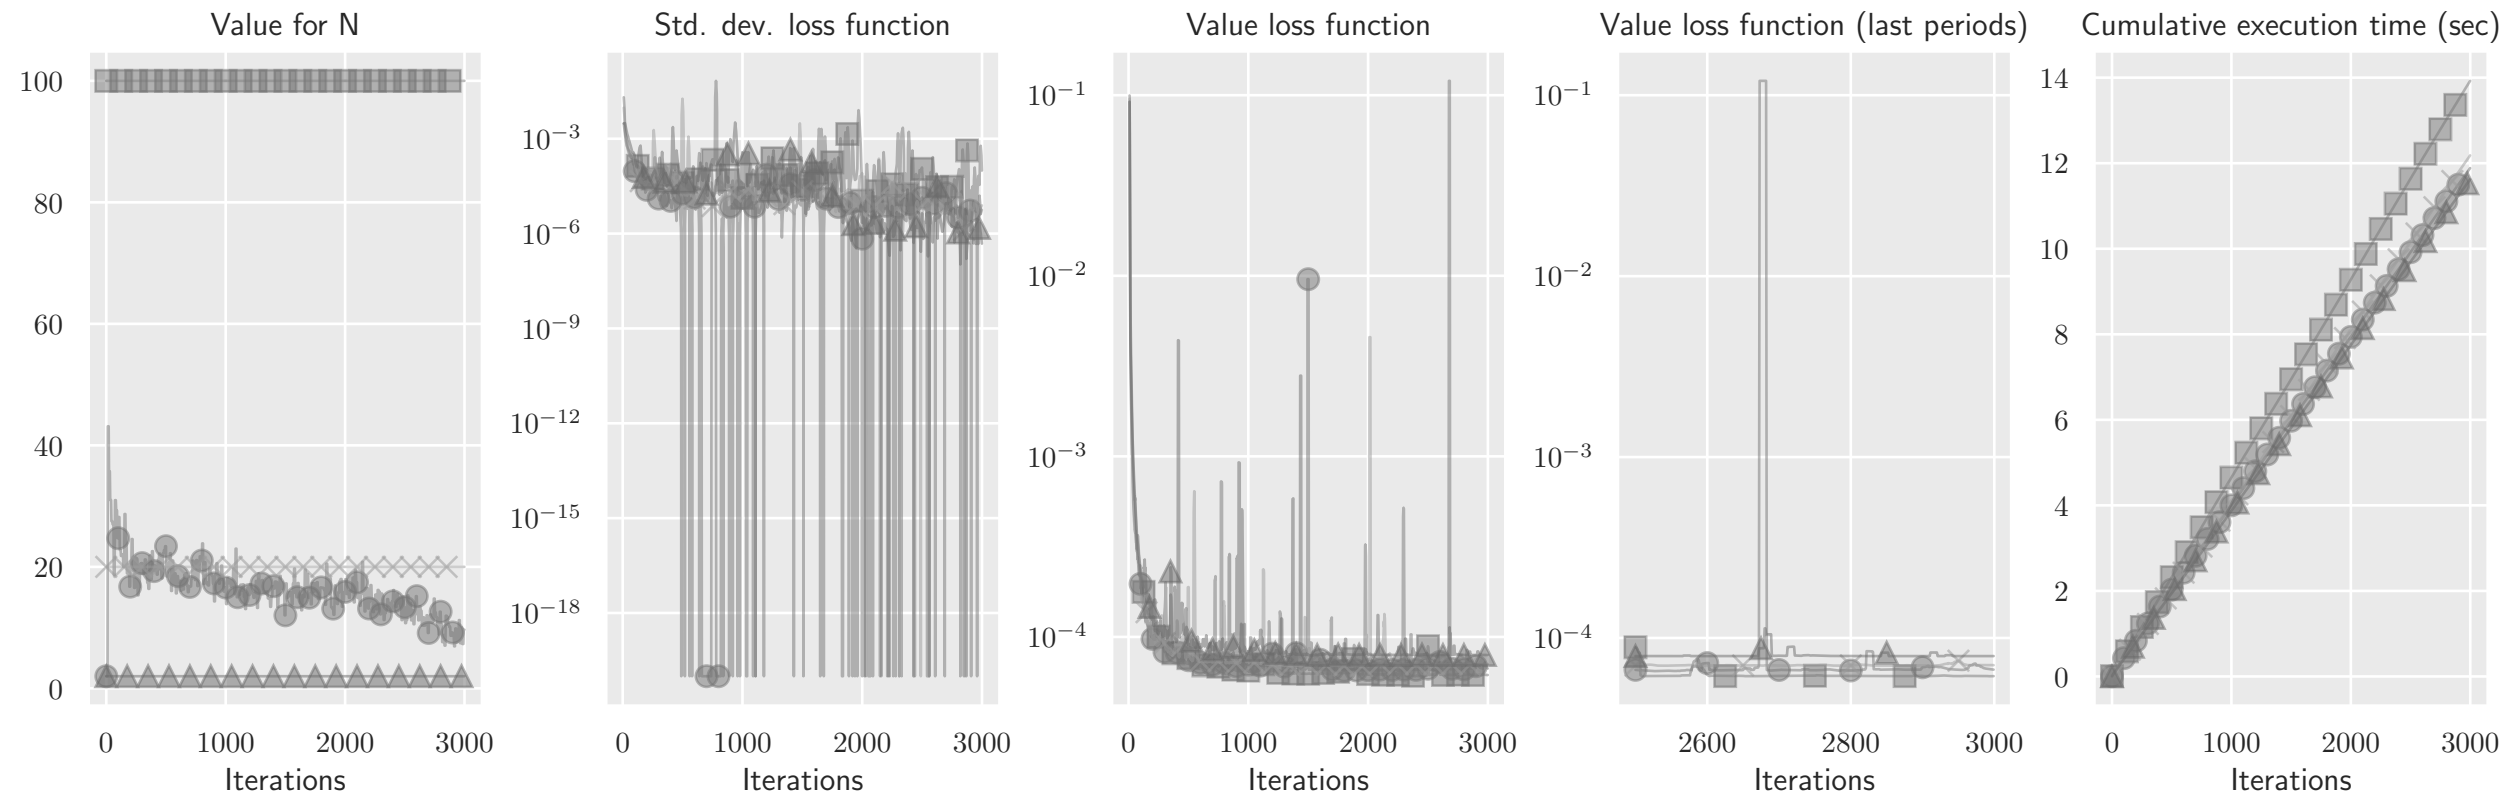 Value for N
Std. dev. loss function
Value loss function
Value loss function (last periods)
Cumulative execution time (sec)
100
80
60
40
20
0
0 1000 2000 3000
Iterations
10⁻³
10⁻⁶
10⁻⁹
10⁻¹²
10⁻¹⁵
10⁻¹⁸
0 1000 2000 3000
Iterations
10⁻¹
10⁻²
10⁻³
10⁻⁴
0 1000 2000 3000
Iterations
10⁻¹
10⁻²
10⁻³
10⁻⁴
2600 2800 3000
Iterations
14
12
10
8
6
4
2
0
0 1000 2000 3000
Iterations